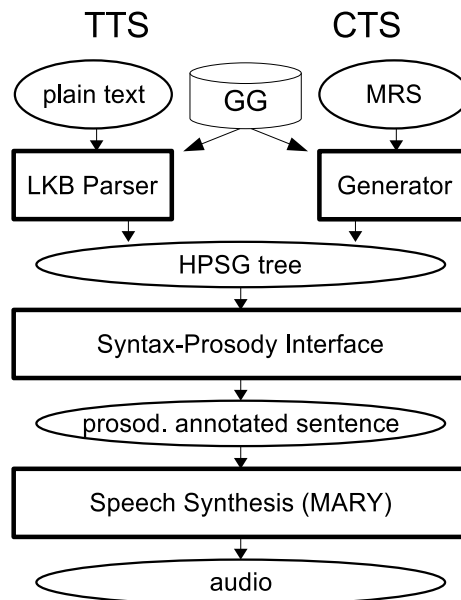 TTS
CTS
plain text
GG
MRS
LKB Parser
Generator
HPSG tree
Syntax-Prosody Interface
prosod. annotated sentence
Speech Synthesis (MARY)
audio